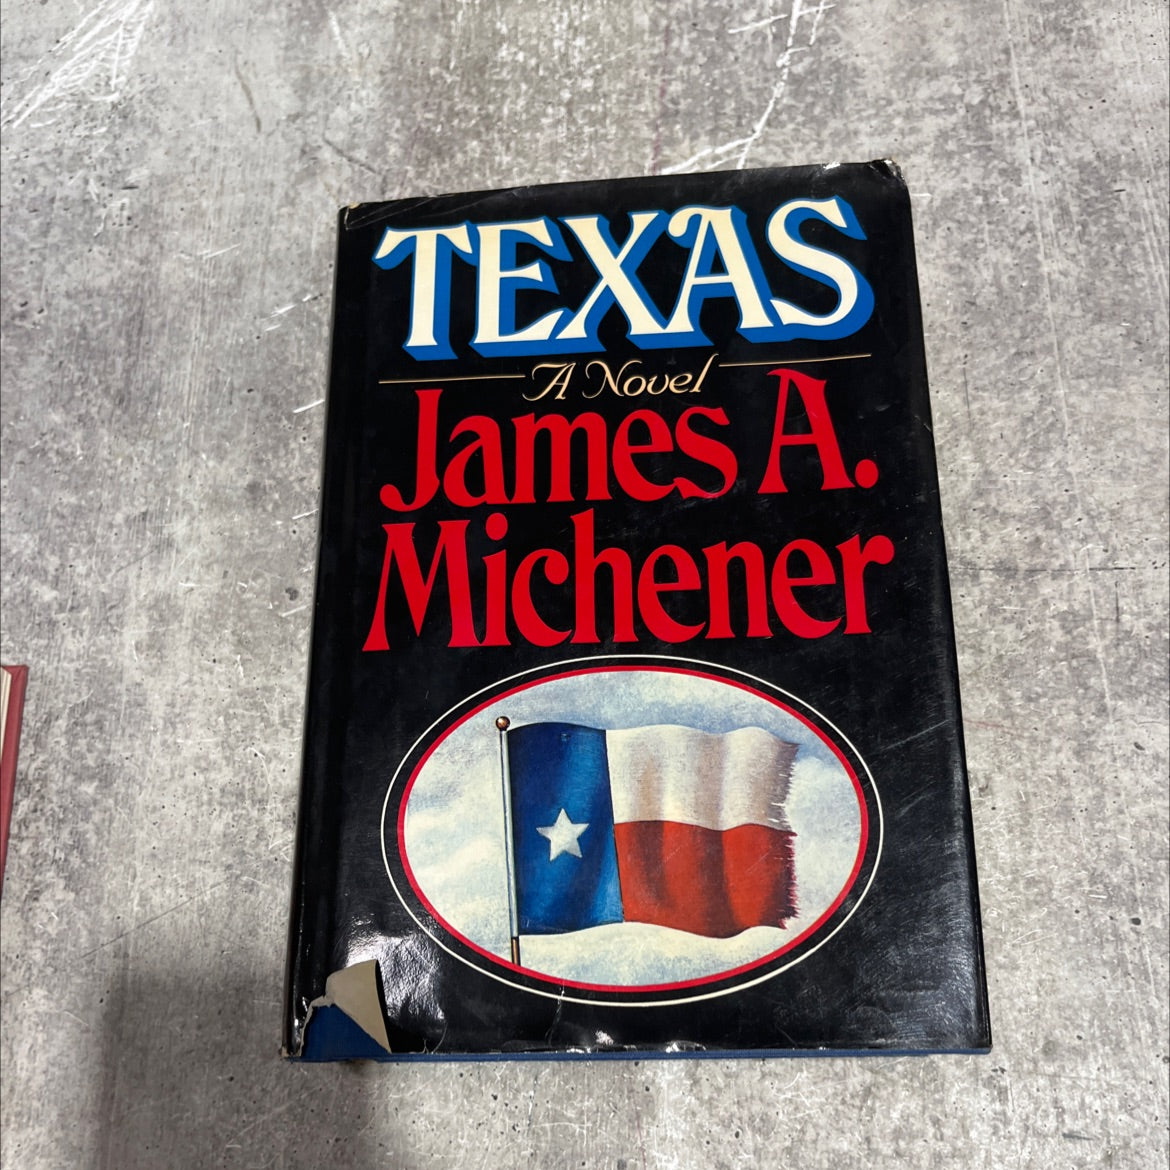 TEXAS
A Novel
James A.
Michener